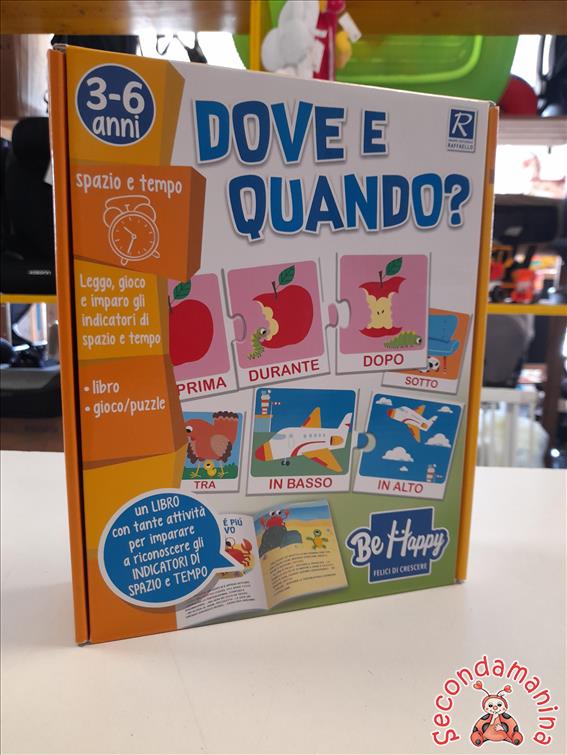 3-6
anni
DOVE E
QUANDO?
R
RAFFAELLO
spazio e tempo
Leggo, gioco
e imparo gli
indicatori di
spazio e tempo
• libro
• gioco/puzzle
PRIMA
DURANTE
DOPO
SOTTO
TRA
IN BASSO
IN ALTO
un LIBRO
con tante attività
per imparare
a riconoscere gli
INDICATORI DI
SPAZIO e TEMPO
È PIÙ
VO
Be Happy
FELICI DI CRESCERE
Secondamanina